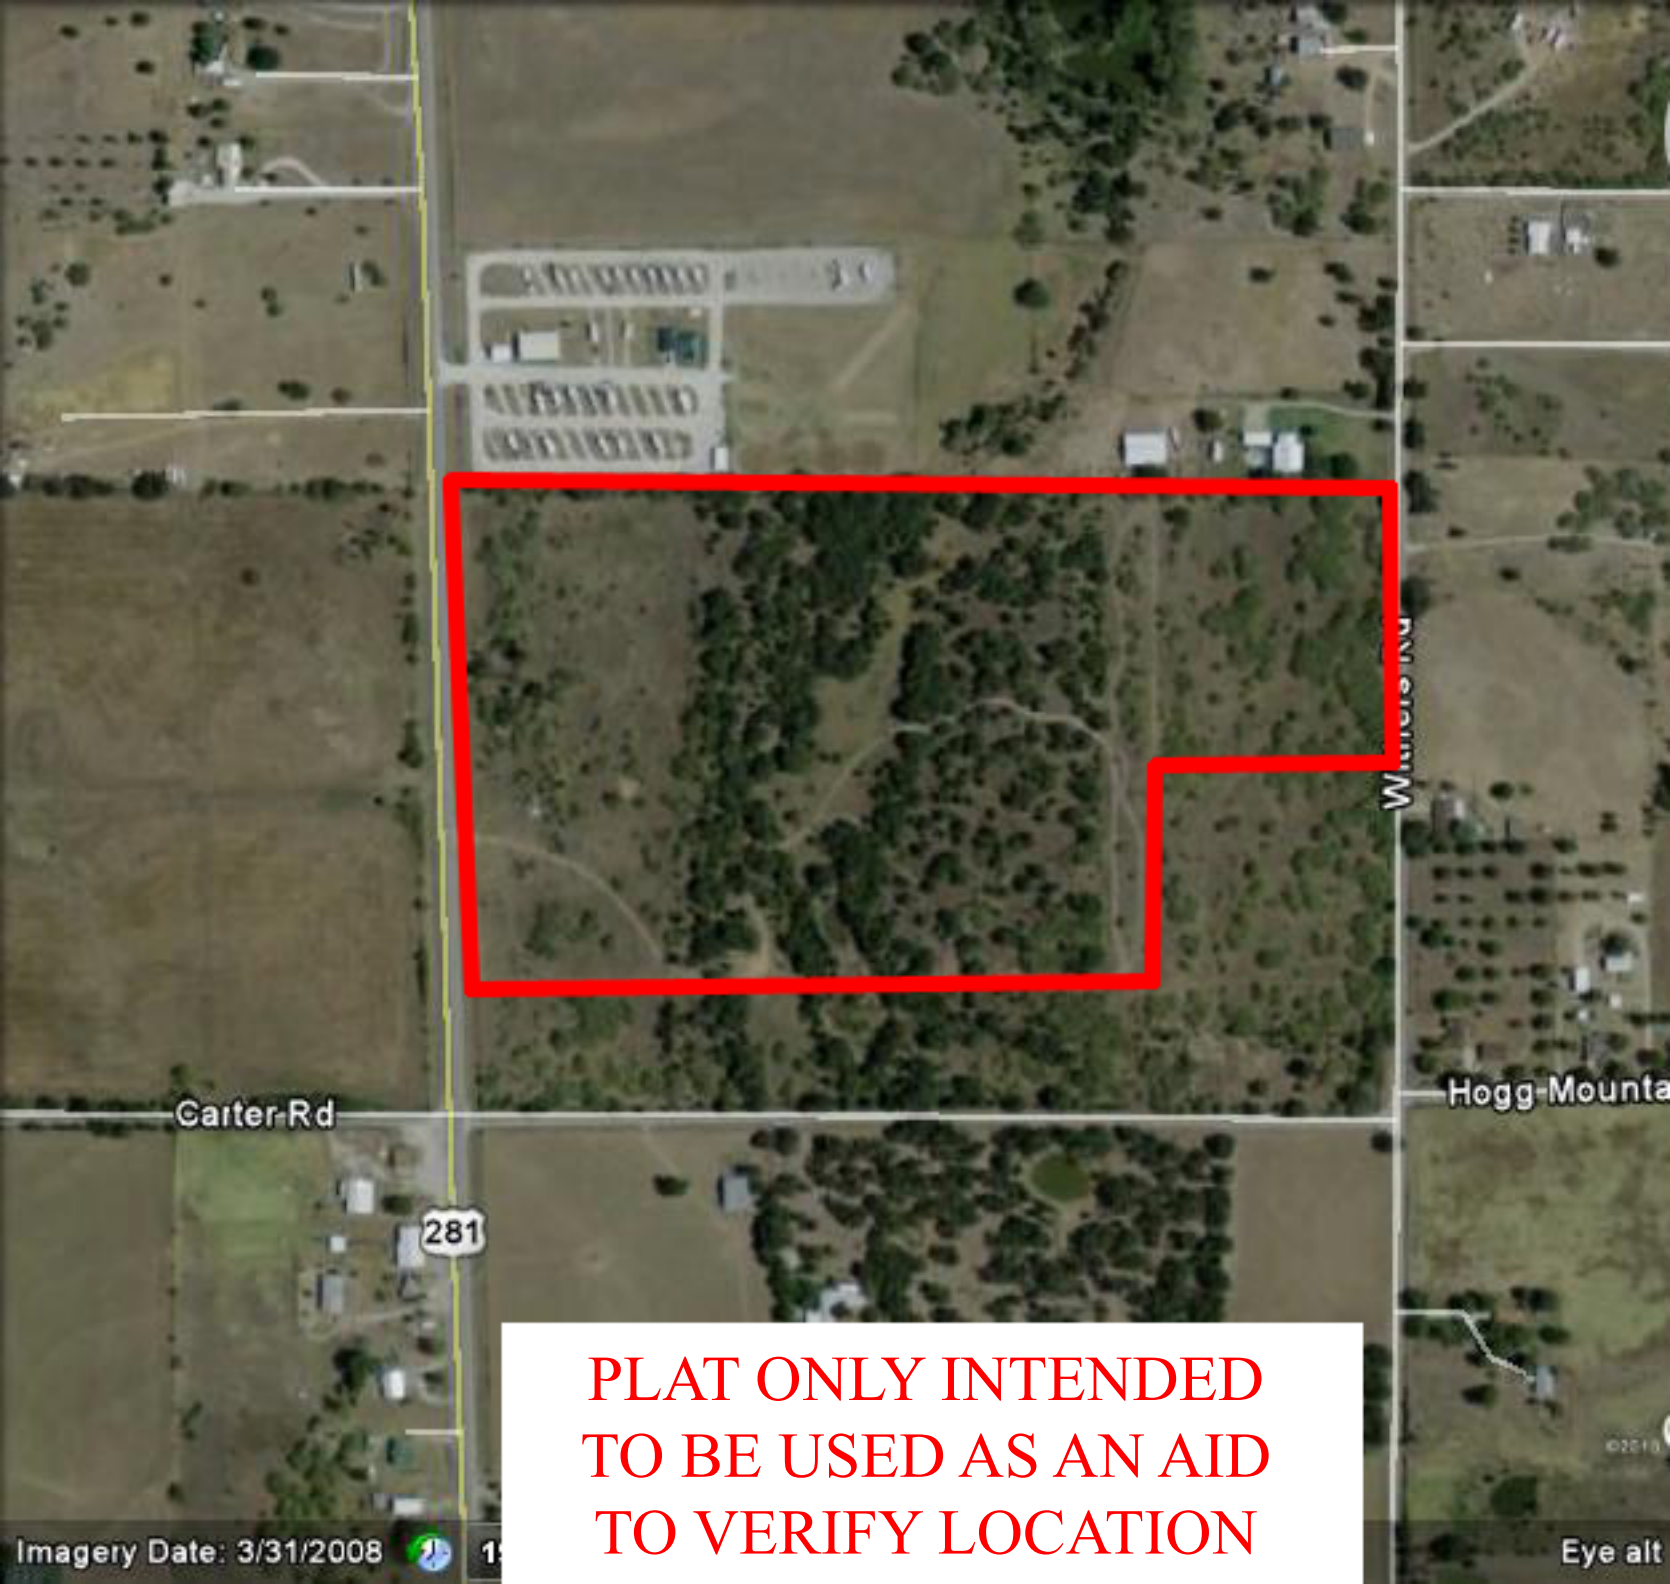 Carter Rd
Hogg Mounta
281
PLAT ONLY INTENDED
TO BE USED AS AN AID
TO VERIFY LOCATION
©2010
Imagery Date: 3/31/2008
Eye alt